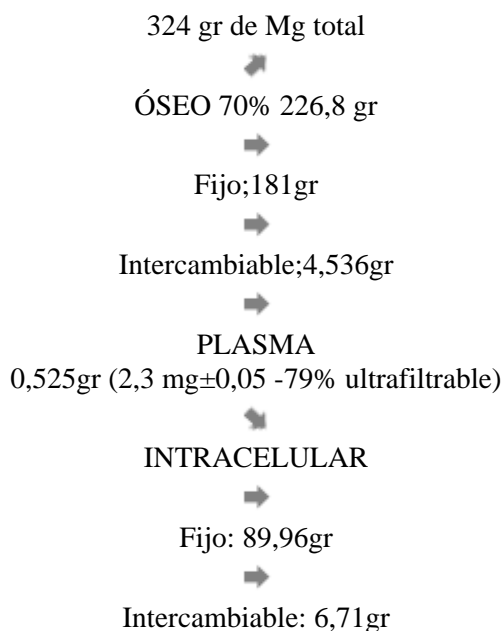 324 gr de Mg total
ÓSEO 70% 226,8 gr
Fijo;181gr
Intercambiable;4,536gr
PLASMA
0,525gr (2,3 mg±0,05 -79% ultrafiltrable)
INTRACELULAR
Fijo: 89,96gr
Intercambiable: 6,71gr